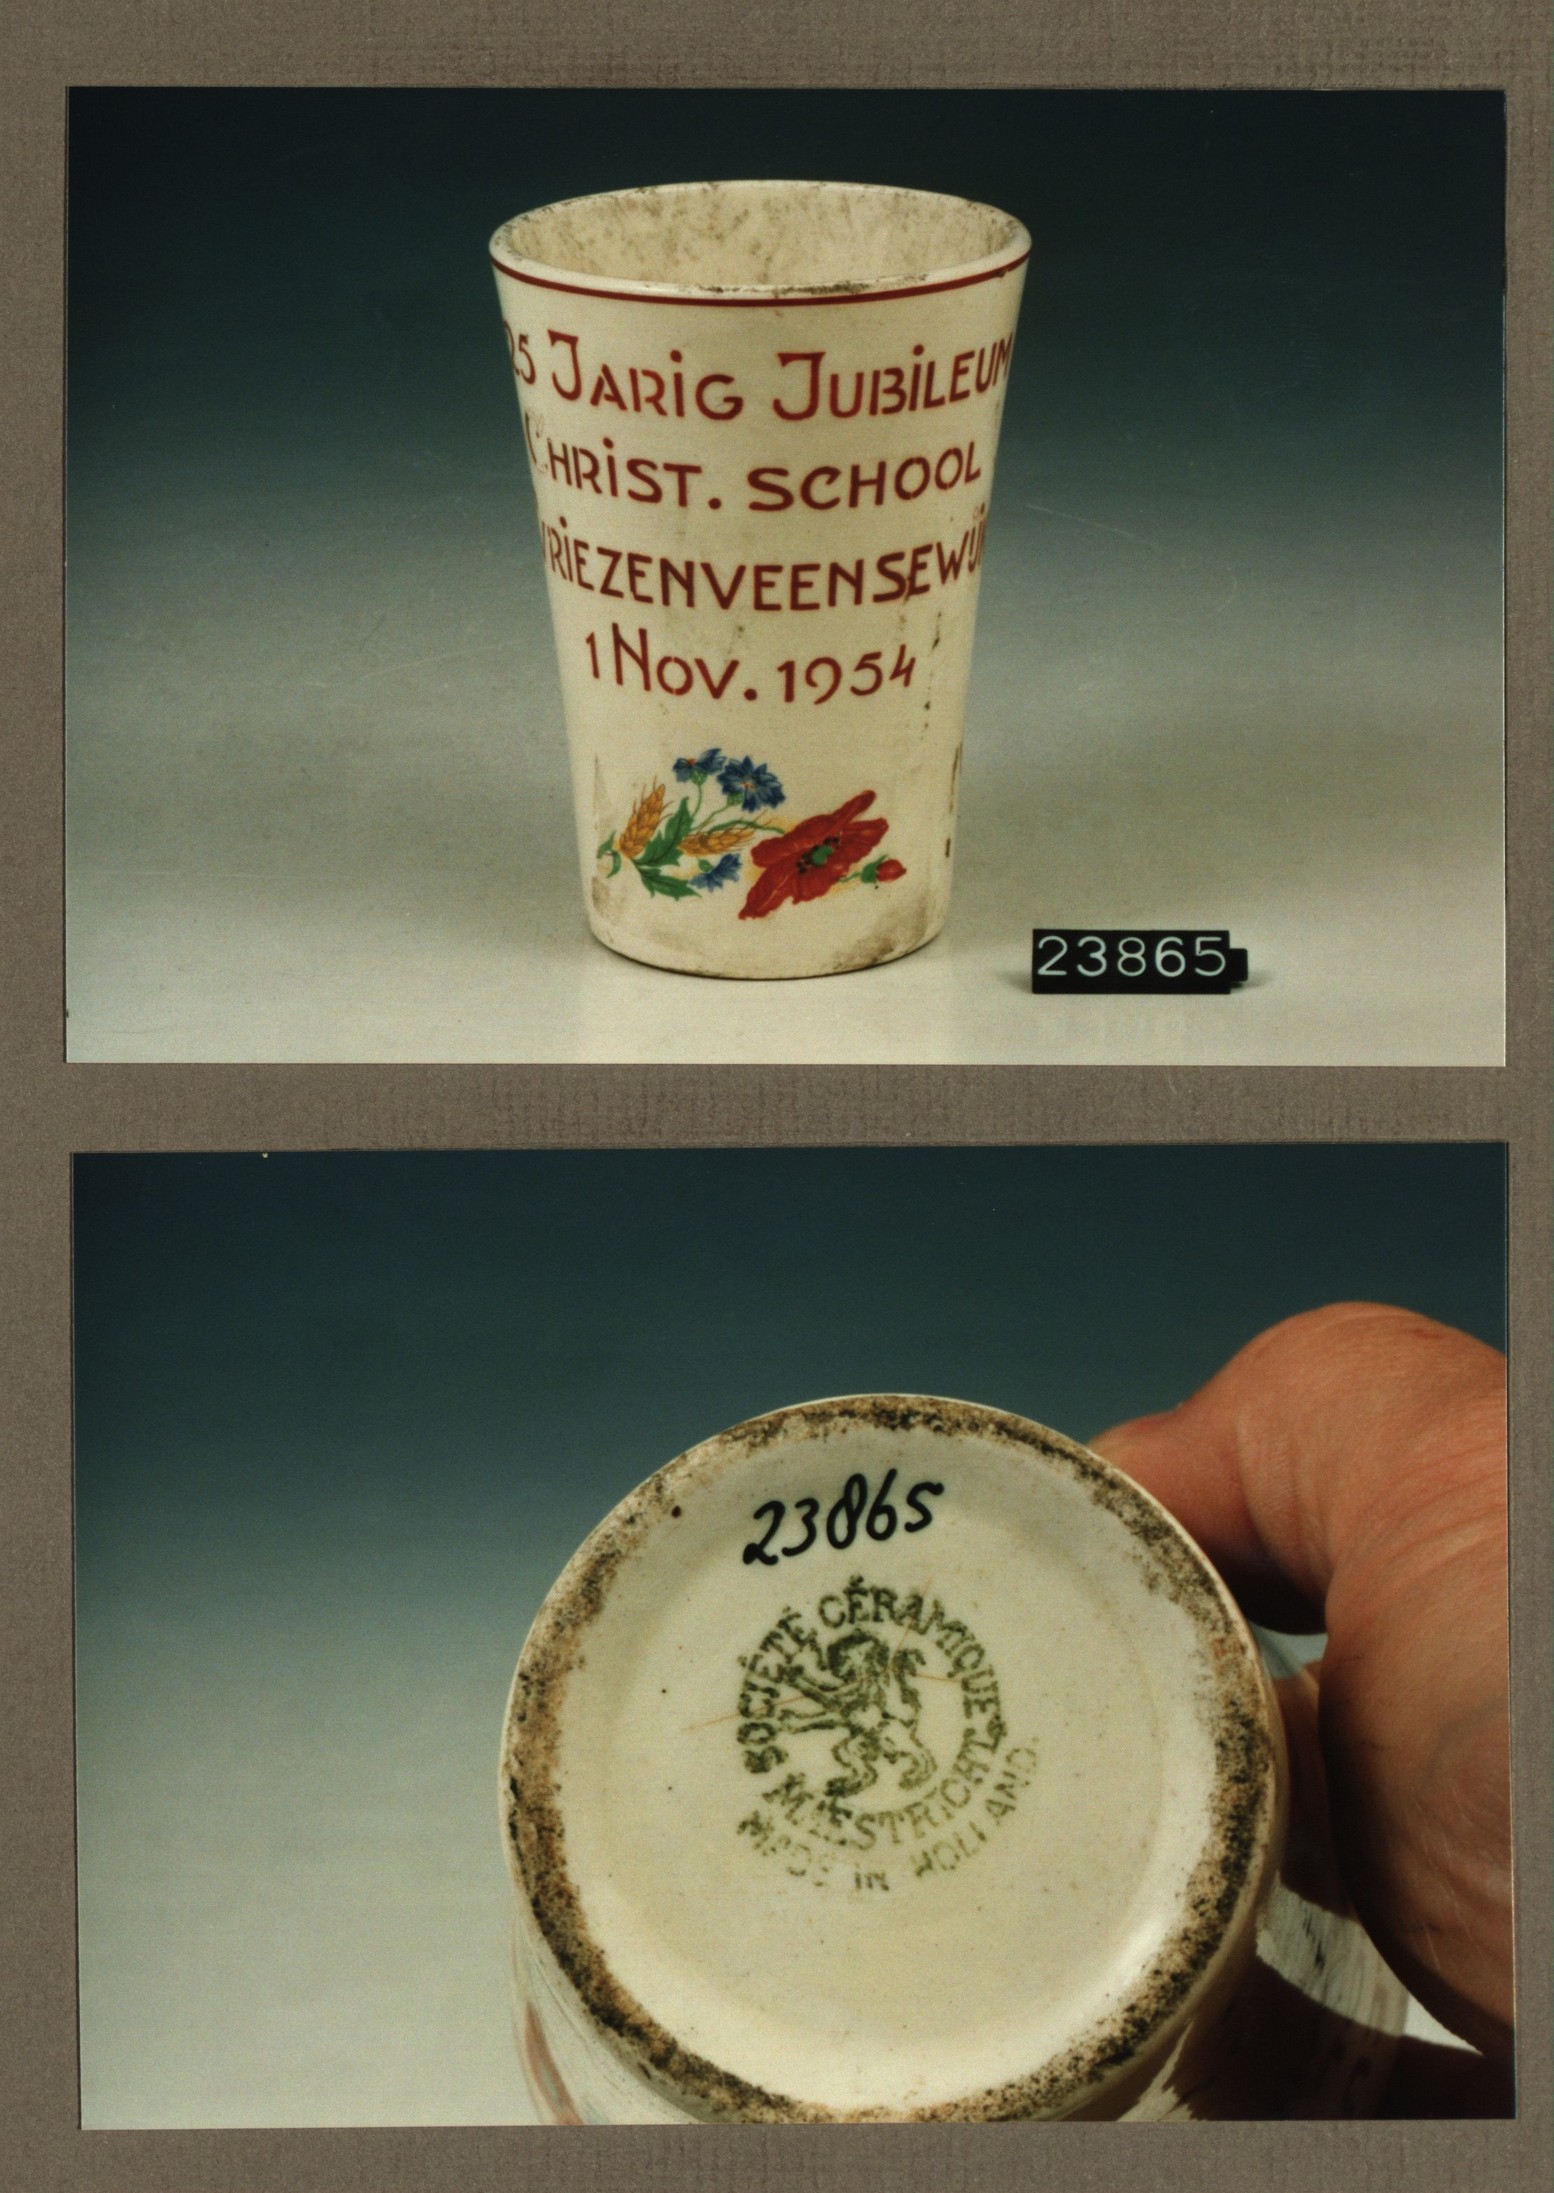 25 JARIG JUBILEUM
CHRIST. SCHOOL
VRIEZENVEENSEWIJK
1 NOV. 1954
23865
23865
SOCIÉTÉ CÉRAMIQUE
MAESTRICHT
MADE IN HOLLAND.